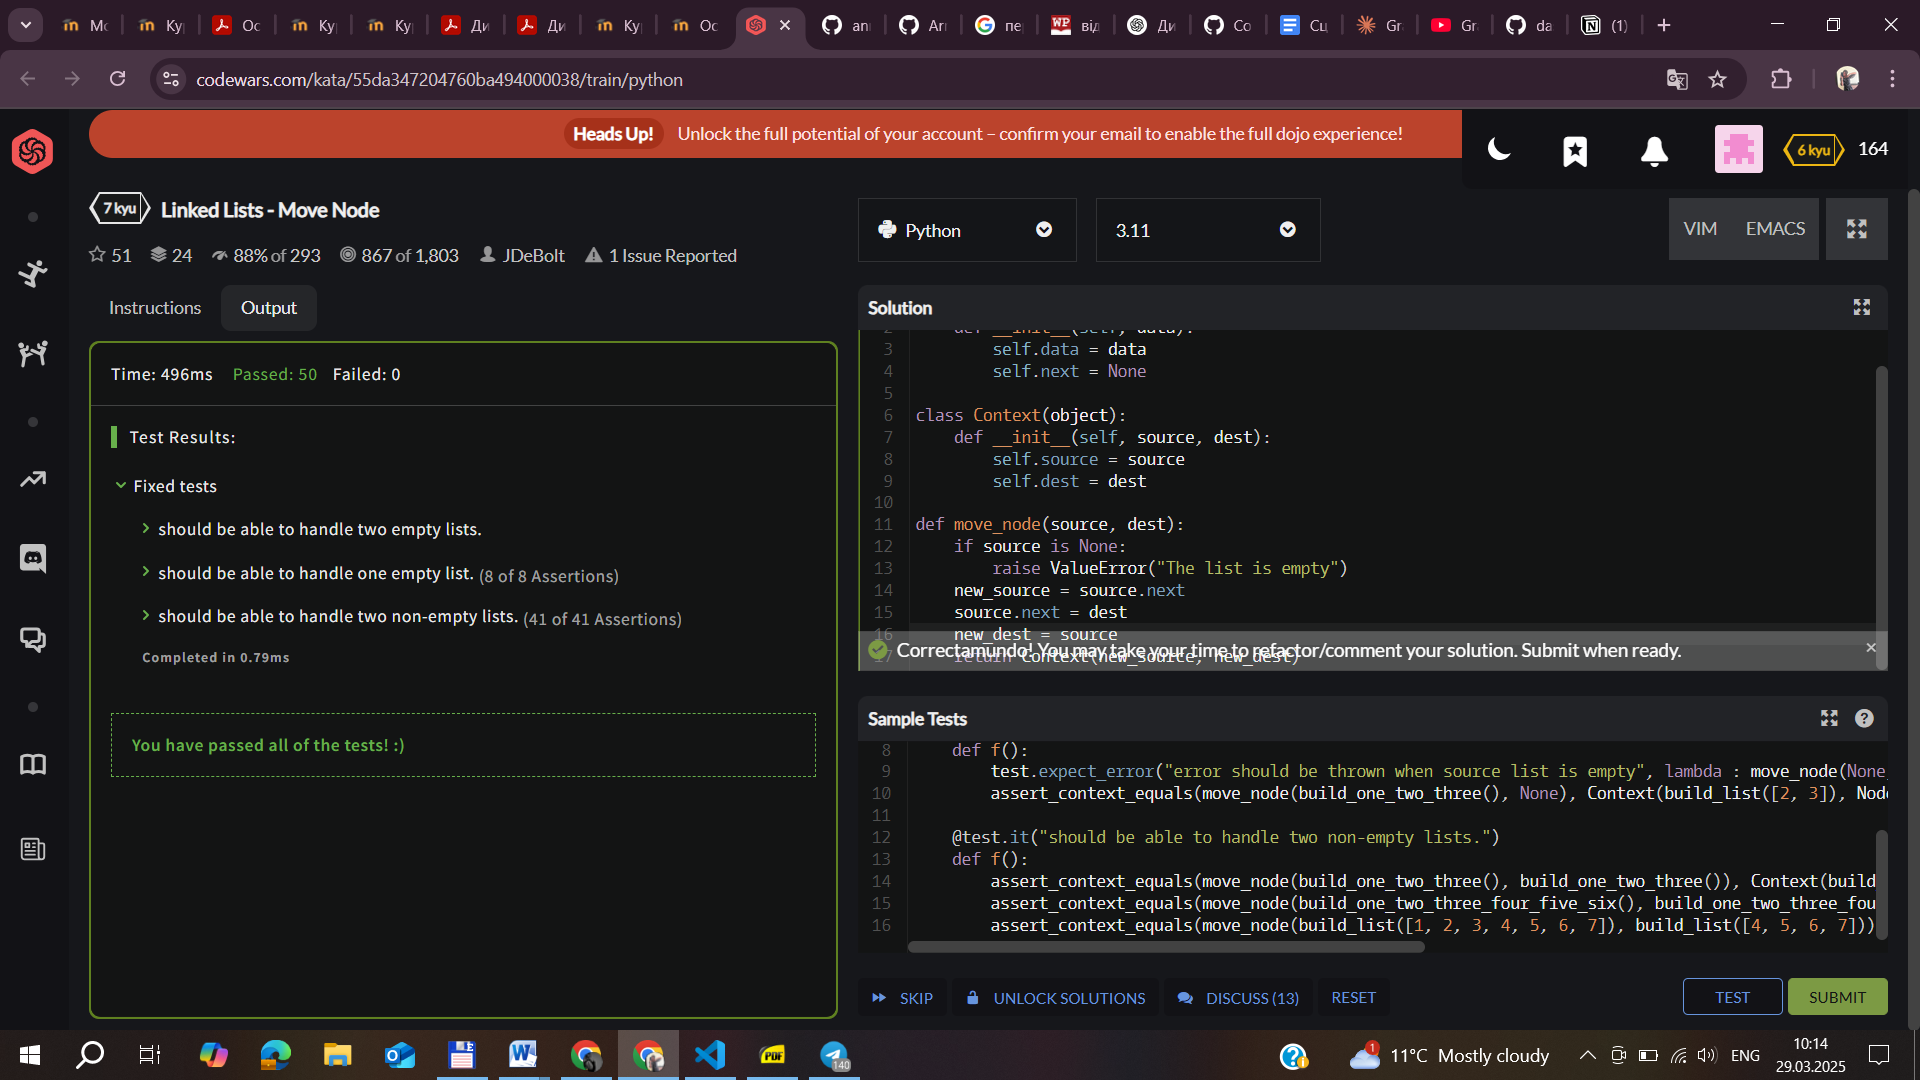 Мо
Ку
Ос
Ку
Ку
Ди
Ди
Ку
Ос
an
Arr
пе
від
Ди
Co
Сц
Gr
Gr
da
(1)
codewars.com/kata/55da347204760ba494000038/train/python
Heads Up! Unlock the full potential of your account – confirm your email to enable the full dojo experience!
6 kyu 164
7 kyu Linked Lists - Move Node
51 24 88% of 293 867 of 1,803 JDeBolt 1 Issue Reported
Instructions Output
Time: 496ms Passed: 50 Failed: 0
Test Results:
Fixed tests
should be able to handle two empty lists.
should be able to handle one empty list. (8 of 8 Assertions)
should be able to handle two non-empty lists. (41 of 41 Assertions)
Completed in 0.79ms
You have passed all of the tests! :)
Python 3.11 VIM EMACS
Solution
2 def __init__(self, data):
3 self.data = data
4 self.next = None
5
6 class Context(object):
7 def __init__(self, source, dest):
8 self.source = source
9 self.dest = dest
10
11 def move_node(source, dest):
12 if source is None:
13 raise ValueError("The list is empty")
14 new_source = source.next
15 source.next = dest
16 new_dest = source
17 return Context(new_source, new_dest)
Correctamundo! You may take your time to refactor/comment your solution. Submit when ready.
Sample Tests
8 def f():
9 test.expect_error("error should be thrown when source list is empty", lambda : move_node(None,
10 assert_context_equals(move_node(build_one_two_three(), None), Context(build_list([2, 3]), Node
11
12 @test.it("should be able to handle two non-empty lists.")
13 def f():
14 assert_context_equals(move_node(build_one_two_three(), build_one_two_three()), Context(build
15 assert_context_equals(move_node(build_one_two_three_four_five_six(), build_one_two_three_fou
16 assert_context_equals(move_node(build_list([1, 2, 3, 4, 5, 6, 7]), build_list([4, 5, 6, 7]))
SKIP UNLOCK SOLUTIONS DISCUSS (13) RESET TEST SUBMIT
PDF
140
1 11°C Mostly cloudy ENG
10:14
29.03.2025